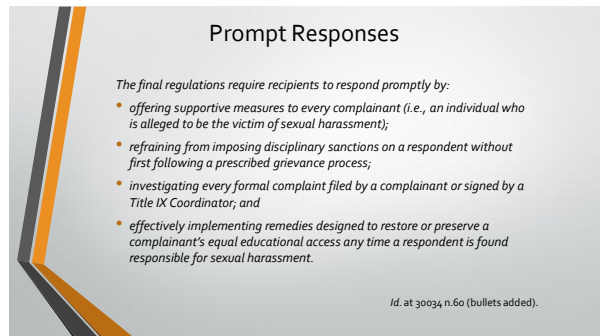 Prompt Responses
The final regulations require recipients to respond promptly by:
• offering supportive measures to every complainant (i.e., an individual who
is alleged to be the victim of sexual harassment);
• refraining from imposing disciplinary sanctions on a respondent without
first following a prescribed grievance process;
• investigating every formal complaint filed by a complainant or signed by a
Title IX Coordinator; and
• effectively implementing remedies designed to restore or preserve a
complainant's equal educational access any time a respondent is found
responsible for sexual harassment.
Id. at 30034 n.60 (bullets added).